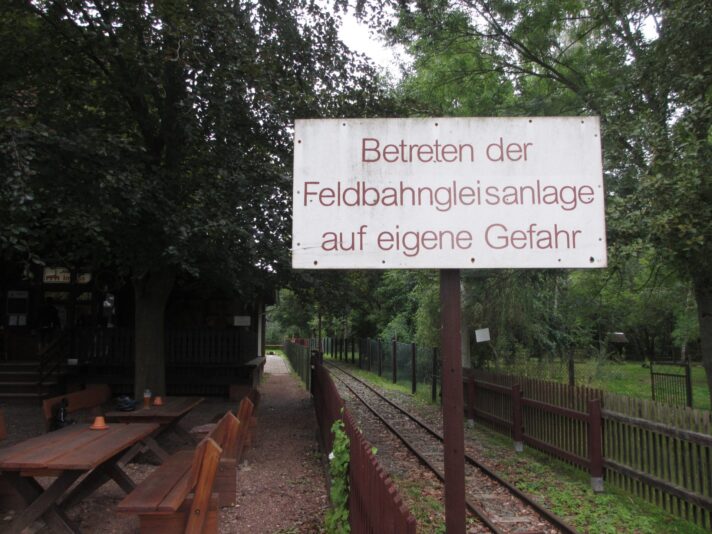 Betreten der
Feldbahngleisanlage
auf eigene Gefahr